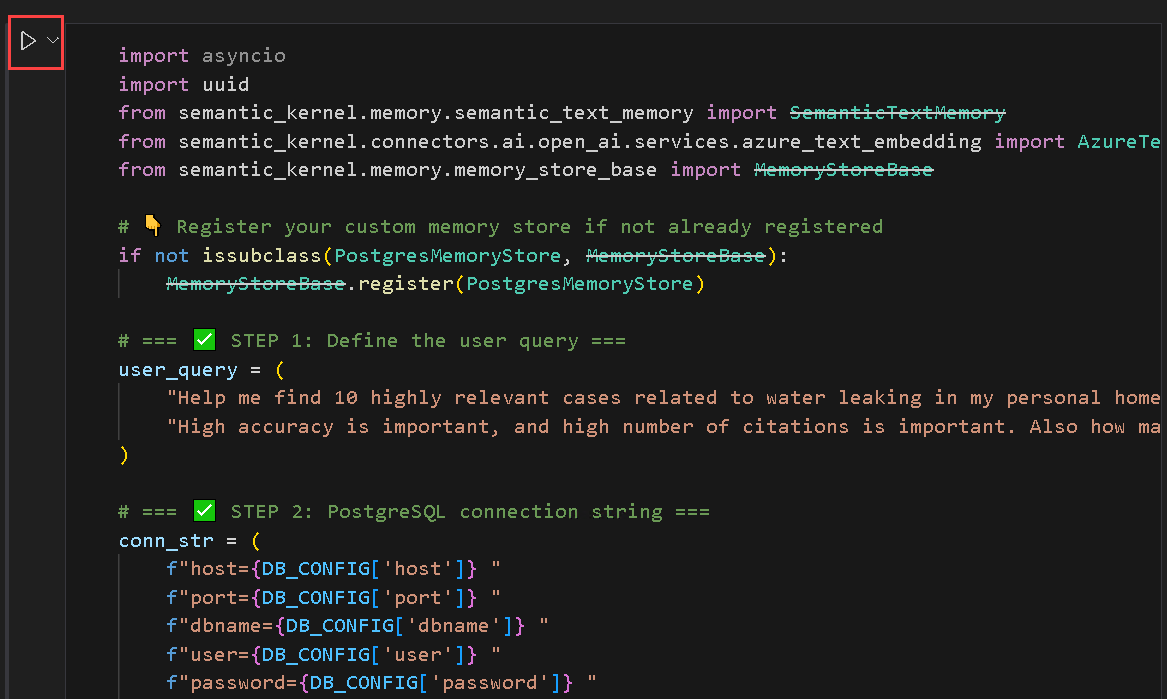 import asyncio
import uuid
from semantic_kernel.memory.semantic_text_memory import SemanticTextMemory
from semantic_kernel.connectors.ai.open_ai.services.azure_text_embedding import AzureTe
from semantic_kernel.memory.memory_store_base import MemoryStoreBase
# 👇 Register your custom memory store if not already registered
if not issubclass(PostgresMemoryStore, MemoryStoreBase):
    MemoryStoreBase.register(PostgresMemoryStore)
# === ✅ STEP 1: Define the user query ===
user_query = (
    "Help me find 10 highly relevant cases related to water leaking in my personal home
    "High accuracy is important, and high number of citations is important. Also how ma
)
# === ✅ STEP 2: PostgreSQL connection string ===
conn_str = (
    f"host={DB_CONFIG['host']} "
    f"port={DB_CONFIG['port']} "
    f"dbname={DB_CONFIG['dbname']} "
    f"user={DB_CONFIG['user']} "
    f"password={DB_CONFIG['password']} "